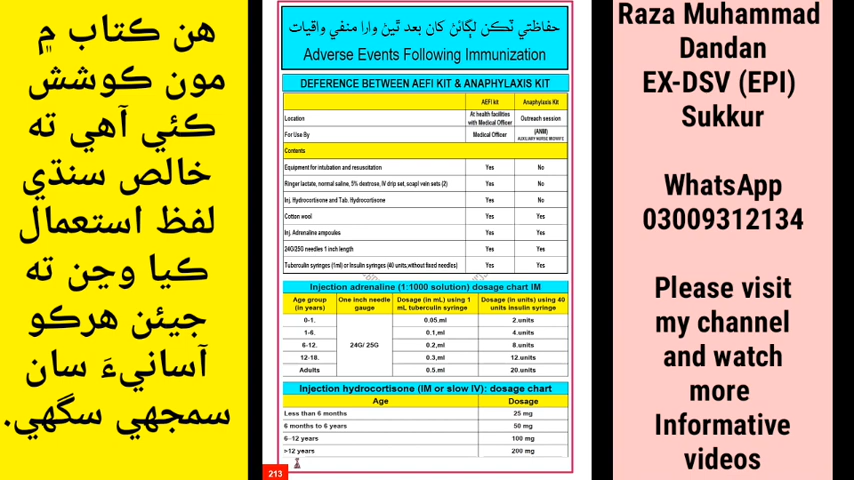 هن ڪتاب ۾
مون ڪوشش
ڪئي آهي ته
خالص سنڌي
لفظ استعمال
ڪيا وڃن ته
جيئن هرڪو
آسانيءَ سان
سمجهي سگهي.
حفاظتي ٽڪن لڳائڻ کان بعد ٿيڻ وارا منفي واقيات
Adverse Events Following Immunization
DEFERENCE BETWEEN AEFI KIT & ANAPHYLAXIS KIT
AEFI kit Anaphylaxis Kit
Location At health facilities with Medical Officer Outreach session
For Use By Medical Officer (ANM) AUXILIARY NURSE MIDWIFE
Contents
Equipment for intubation and resuscitation Yes No
Ringer lactate, normal saline, 5% dextrose, IV drip set, scapl vein sets (2) Yes No
Inj. Hydrocortisone and Tab. Hydrocortisone Yes No
Cotton wool Yes Yes
Inj. Adrenaline ampoules Yes Yes
24G/25G needles 1 inch length Yes Yes
Tuberculin syringes (1ml) or Insulin syringes (40 units,without fixed needles) Yes Yes
Injection adrenaline (1:1000 solution) dosage chart IM
Age group (in years) One inch needle gauge Dosage (in mL) using 1 mL tuberculin syringe Dosage (in units) using 40 units insulin syringe
0-1. 0.05.ml 2.units
1-6. 0.1,ml 4.units
6-12. 24G/ 25G 0.2,ml 8.units
12-18. 0.3,ml 12.units
Adults 0.5.ml 20.units
Injection hydrocortisone (IM or slow IV): dosage chart
Age Dosage
Less than 6 months 25 mg
6 months to 6 years 50 mg
6–12 years 100 mg
>12 years 200 mg
213
Raza Muhammad
Dandan
EX-DSV (EPI)
Sukkur
WhatsApp
03009312134
Please visit
my channel
and watch
more
Informative
videos